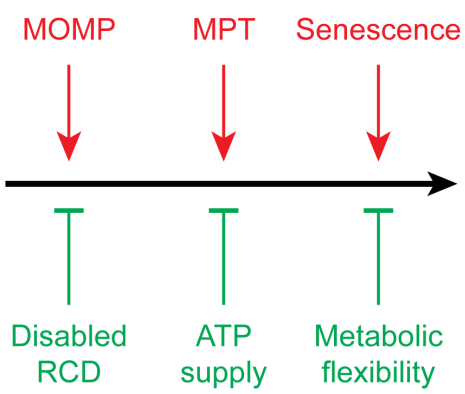 MOMP
MPT
Senescence
Disabled
RCD
ATP
supply
Metabolic
flexibility